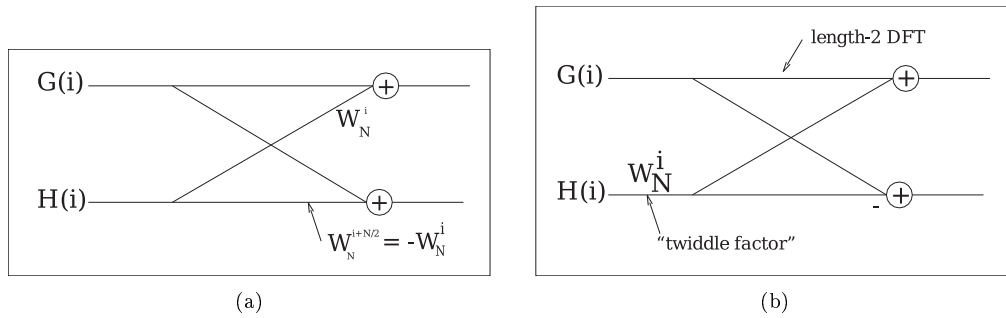 G(i)
+
W_N^i
H(i)
+
W_N^{i+N/2} = -W_N^i
(a)
length-2 DFT
G(i)
+
W_N^i
H(i)
-
+
“twiddle factor”
(b)